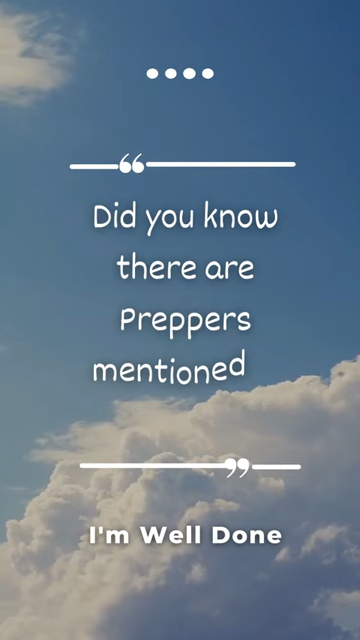 Did you know
there are
Preppers
mentioned
I'm Well Done